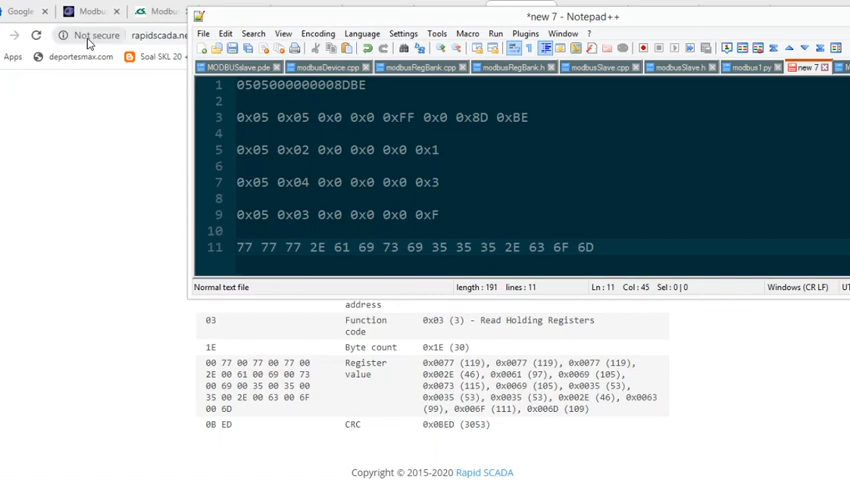 Google
Modbu
Modbus
Not secure
rapidscada.ne
Apps
deportesmax.com
Soal SKL 20 +
*new 7 - Notepad++
File Edit Search View Encoding Language Settings Tools Macro Run Plugins Window ?
MODBUSslave.pde modbusDevice.cpp modbusRegBank.cpp modbusRegBank.h modbusSlave.cpp modbusSlave.h modbus1.py new 7 M
1 0505000000008DBE
2
3 0x05 0x05 0x0 0x0 0xFF 0x0 0x8D 0xBE
4
5 0x05 0x02 0x0 0x0 0x0 0x1
6
7 0x05 0x04 0x0 0x0 0x0 0x3
8
9 0x05 0x03 0x0 0x0 0x0 0xF
10
11 77 77 77 2E 61 69 73 69 35 35 35 2E 63 6F 6D
Normal text file length : 191 lines : 11 Ln : 11 Col : 45 Sel : 0 | 0 Windows (CR LF) UT
address
03 Function code 0x03 (3) - Read Holding Registers
1E Byte count 0x1E (30)
00 77 00 77 00 77 00 Register 0x0077 (119), 0x0077 (119), 0x0077 (119),
2E 00 61 00 69 00 73 value 0x002E (46), 0x0061 (97), 0x0069 (105),
00 69 00 35 00 35 00 0x0073 (115), 0x0069 (105), 0x0035 (53),
35 00 2E 00 63 00 6F 0x0035 (53), 0x0035 (53), 0x002E (46), 0x0063
00 6D (99), 0x006F (111), 0x006D (109)
0B ED CRC 0x0BED (3053)
Copyright © 2015-2020 Rapid SCADA